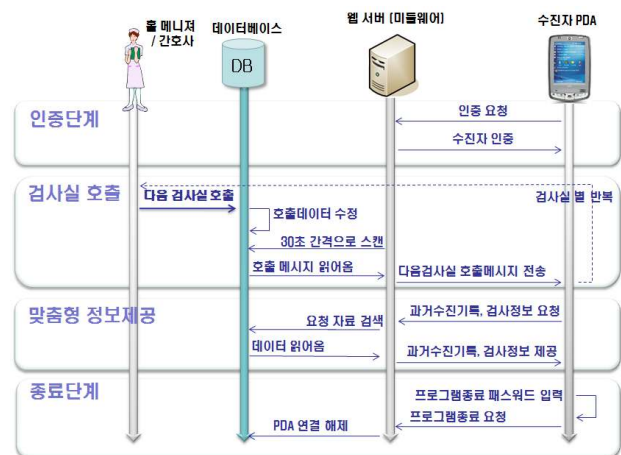 홀 메니져
/ 간호사
데이터베이스
DB
웹 서버 (미들웨어)
수진자 PDA
인증단계
인증 요청
수진자 인증
검사실 호출
다음 검사실 호출
검사실 별 반복
호출데이터 수정
30초 간격으로 스캔
호출 메시지 읽어옴
다음검사실 호출메시지 전송
맞춤형 정보제공
과거수진기록, 검사정보 요청
요청 자료 검색
데이터 읽어옴
과거수진기록, 검사정보 제공
종료단계
프로그램종료 패스워드 입력
프로그램종료 요청
PDA 연결 해제